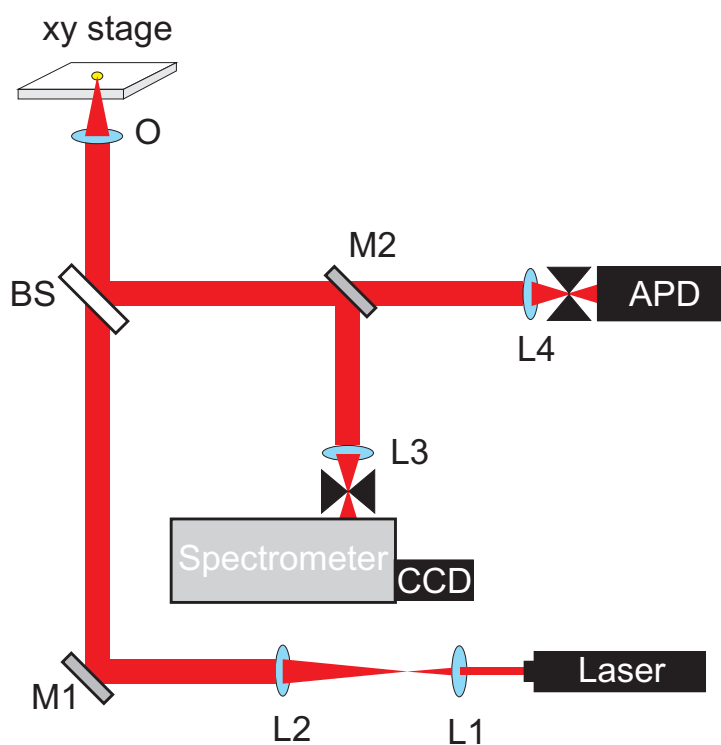 xy stage
O
M2
BS
APD
L4
L3
Spectrometer
CCD
M1
Laser
L2
L1